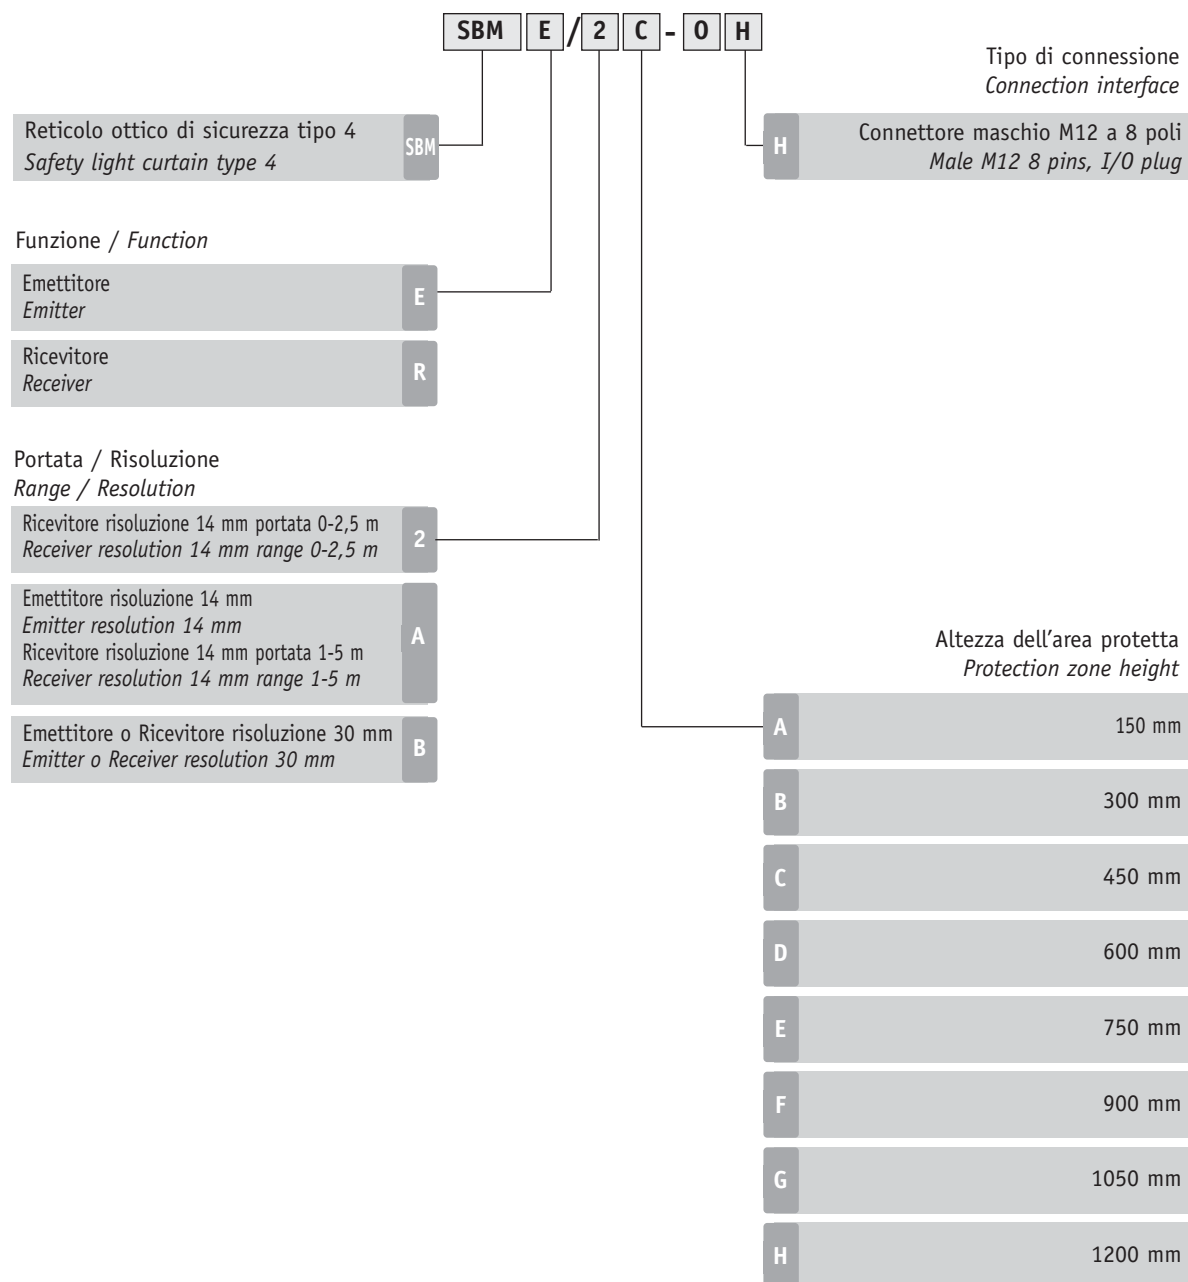 SBM E / 2 C - 0 H
Tipo di connessione
Connection interface
Reticolo ottico di sicurezza tipo 4
Safety light curtain type 4
SBM
H
Connettore maschio M12 a 8 poli
Male M12 8 pins, I/O plug
Funzione / Function
Emettitore
Emitter
E
Ricevitore
Receiver
R
Portata / Risoluzione
Range / Resolution
Ricevitore risoluzione 14 mm portata 0-2,5 m
Receiver resolution 14 mm range 0-2,5 m
2
Emettitore risoluzione 14 mm
Emitter resolution 14 mm
Ricevitore risoluzione 14 mm portata 1-5 m
Receiver resolution 14 mm range 1-5 m
A
Emettitore o Ricevitore risoluzione 30 mm
Emitter o Receiver resolution 30 mm
B
Altezza dell'area protetta
Protection zone height
A 150 mm
B 300 mm
C 450 mm
D 600 mm
E 750 mm
F 900 mm
G 1050 mm
H 1200 mm